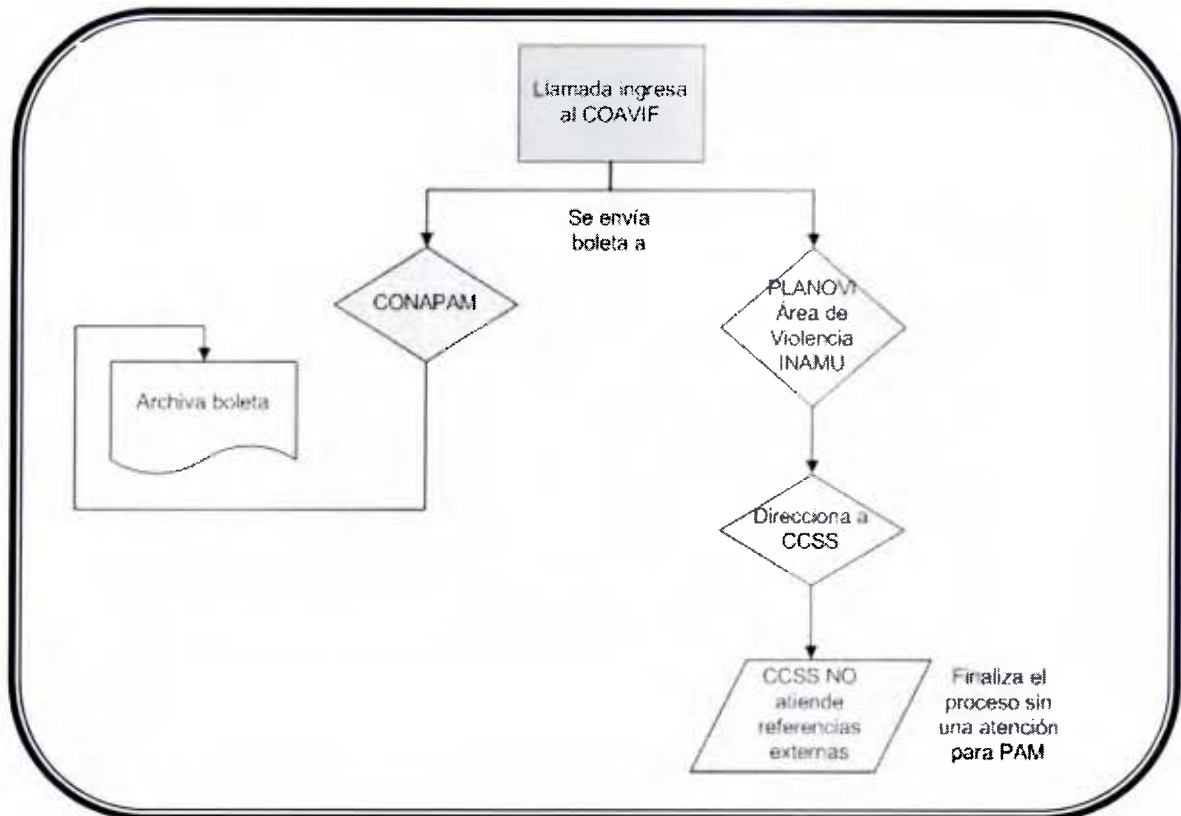 Llamada ingresa
al COAVIF
Se envía
boleta a
CONAPAM
PLANOVI
Área de
Violencia
INAMU
Archiva boleta
Direcciona a
CCSS
CCSS NO
atiende
referencias
externas
Finaliza el
proceso sin
una atención
para PAM